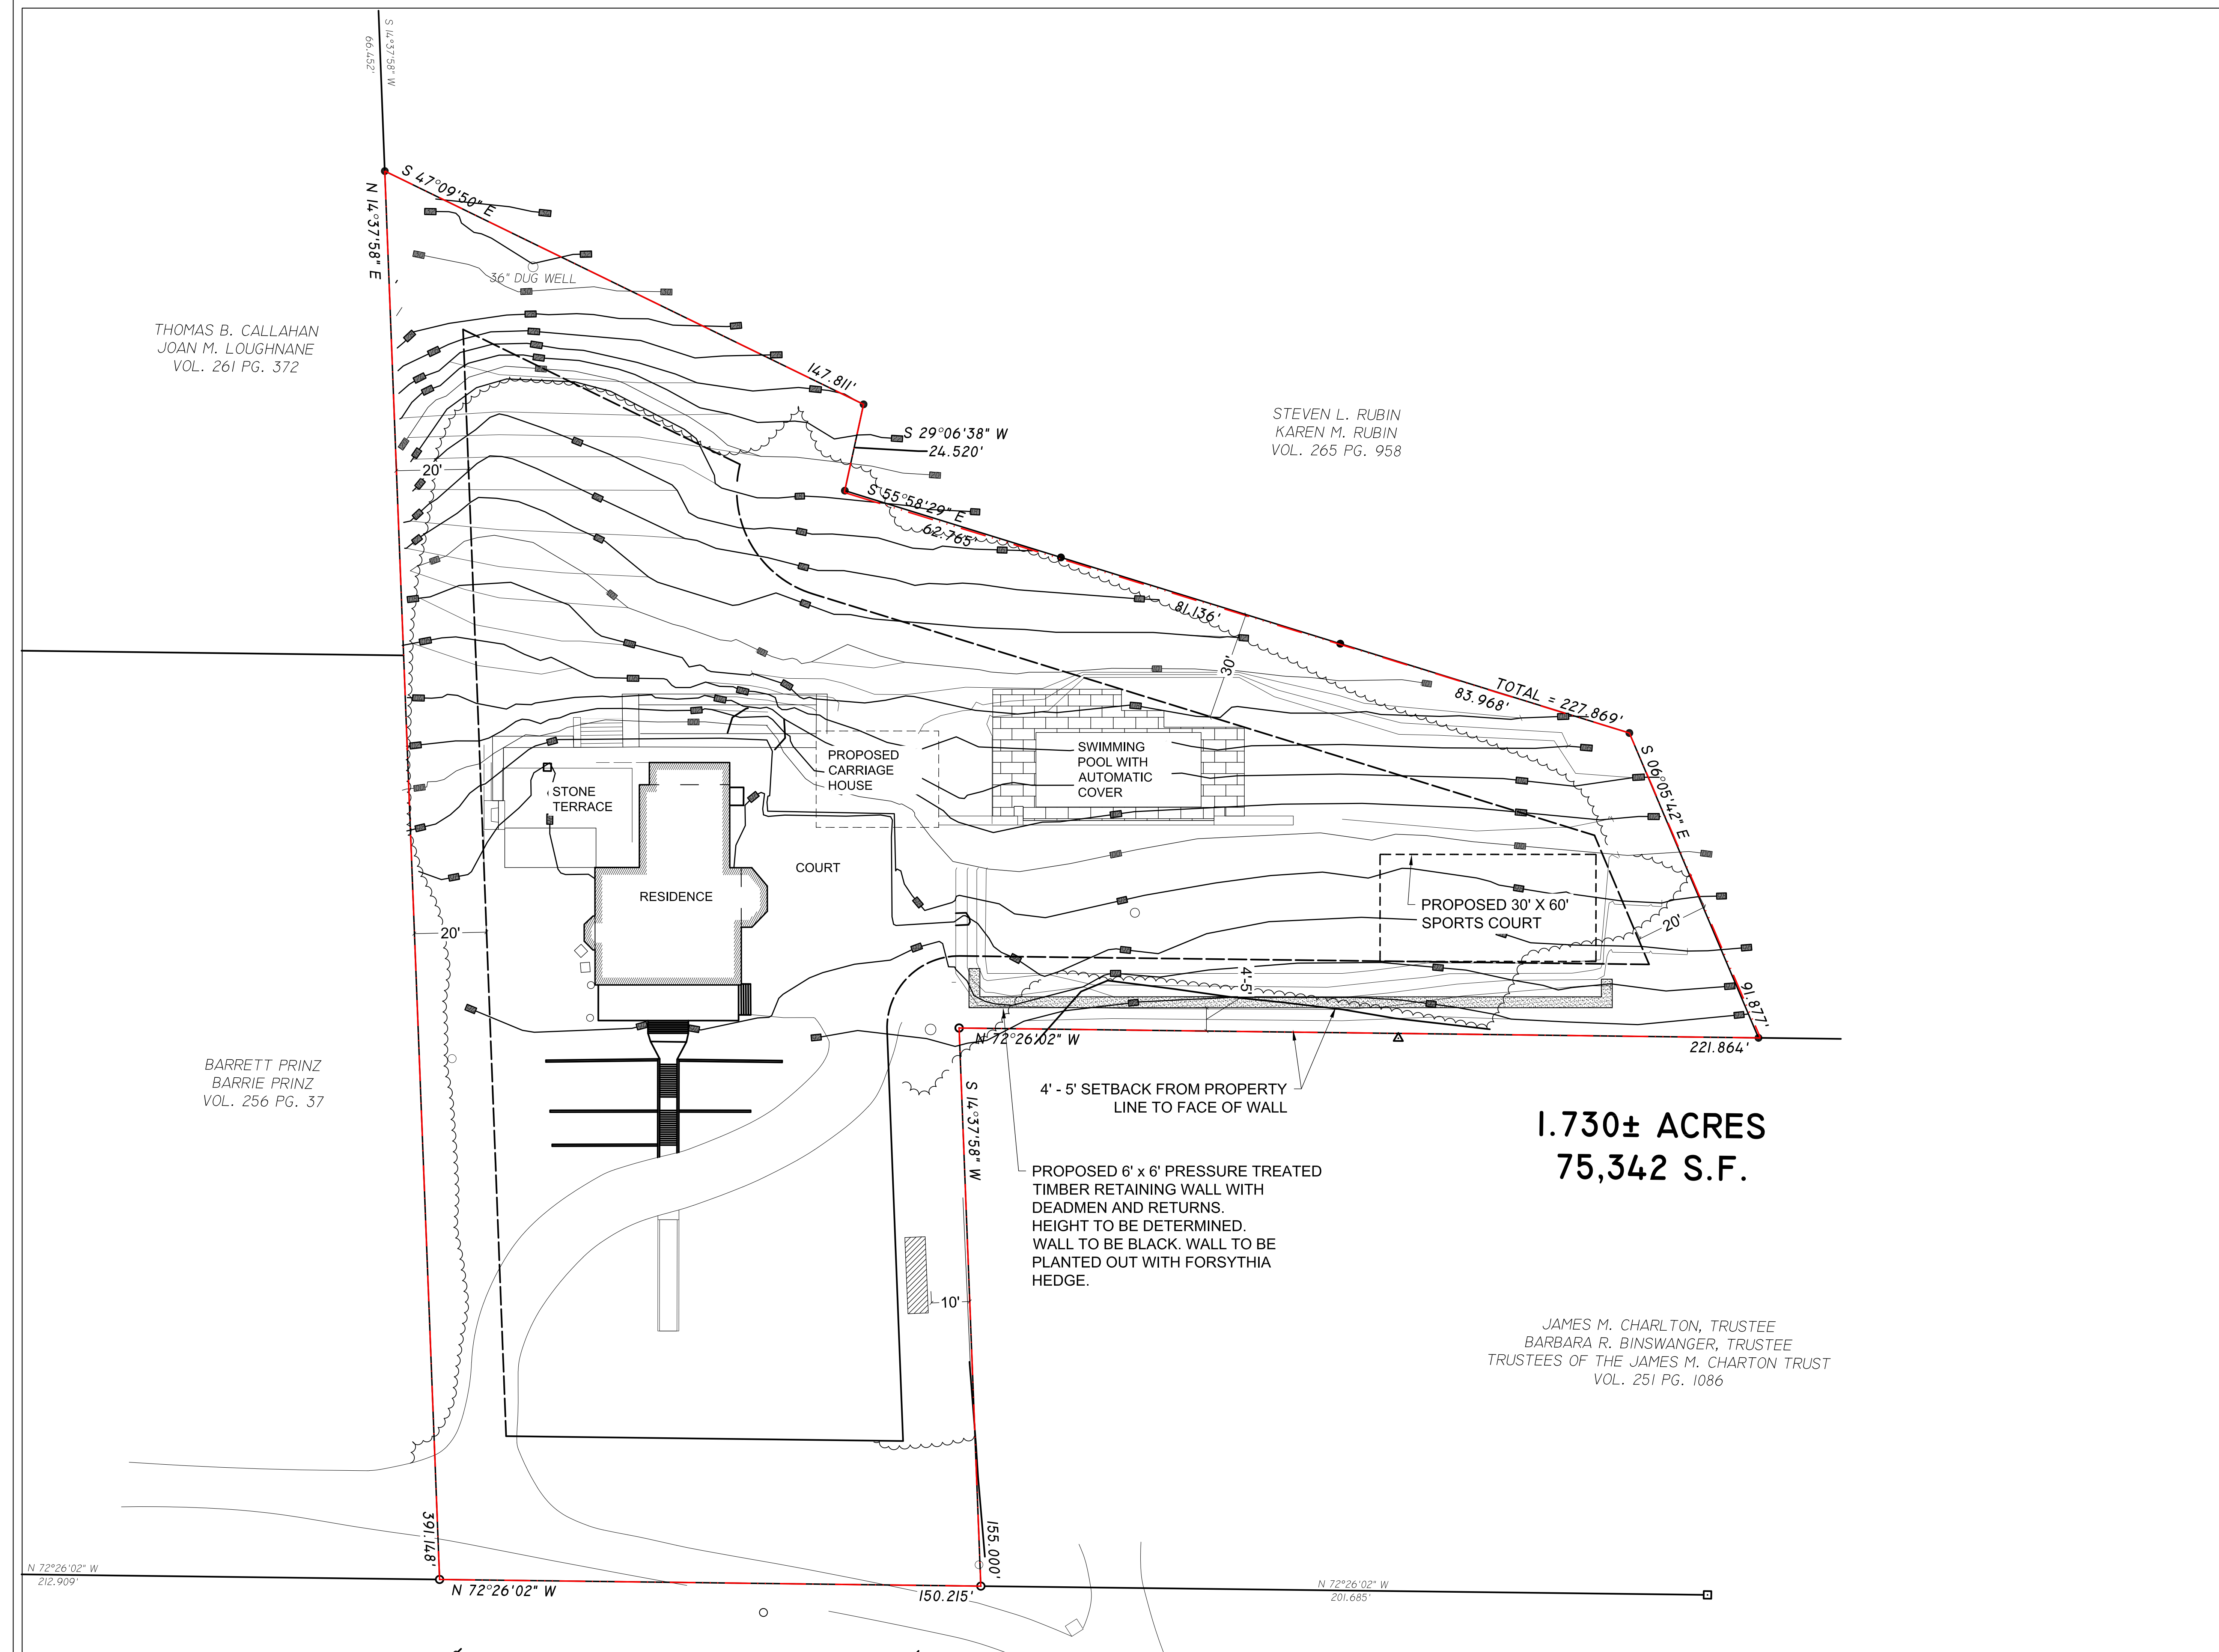 S 14°37'58" W
66.452'
S 47°09'50" E
N 14°37'58" E
36" DUG WELL
THOMAS B. CALLAHAN
JOAN M. LOUGHNANE
VOL. 261 PG. 372
147.811'
S 29°06'38" W
24.520'
STEVEN L. RUBIN
KAREN M. RUBIN
VOL. 265 PG. 958
20'
S 55°58'29" E
62.765'
81.136'
30'
TOTAL = 227.869'
83.968'
S 06°05'42" E
PROPOSED
CARRIAGE
HOUSE
SWIMMING
POOL WITH
AUTOMATIC
COVER
STONE
TERRACE
COURT
RESIDENCE
PROPOSED 30' X 60'
SPORTS COURT
20'
20'
4'-5'
91.877'
N 72°26'02" W
221.864'
BARRETT PRINZ
BARRIE PRINZ
VOL. 256 PG. 37
4' - 5' SETBACK FROM PROPERTY
LINE TO FACE OF WALL
S 14°37'58" W
1.730± ACRES
75,342 S.F.
PROPOSED 6' x 6' PRESSURE TREATED
TIMBER RETAINING WALL WITH
DEADMEN AND RETURNS.
HEIGHT TO BE DETERMINED.
WALL TO BE BLACK. WALL TO BE
PLANTED OUT WITH FORSYTHIA
HEDGE.
10'
JAMES M. CHARLTON, TRUSTEE
BARBARA R. BINSWANGER, TRUSTEE
TRUSTEES OF THE JAMES M. CHARTON TRUST
VOL. 251 PG. 1086
391.148'
155.000'
N 72°26'02" W
212.909'
N 72°26'02" W
150.215'
N 72°26'02" W
201.685'